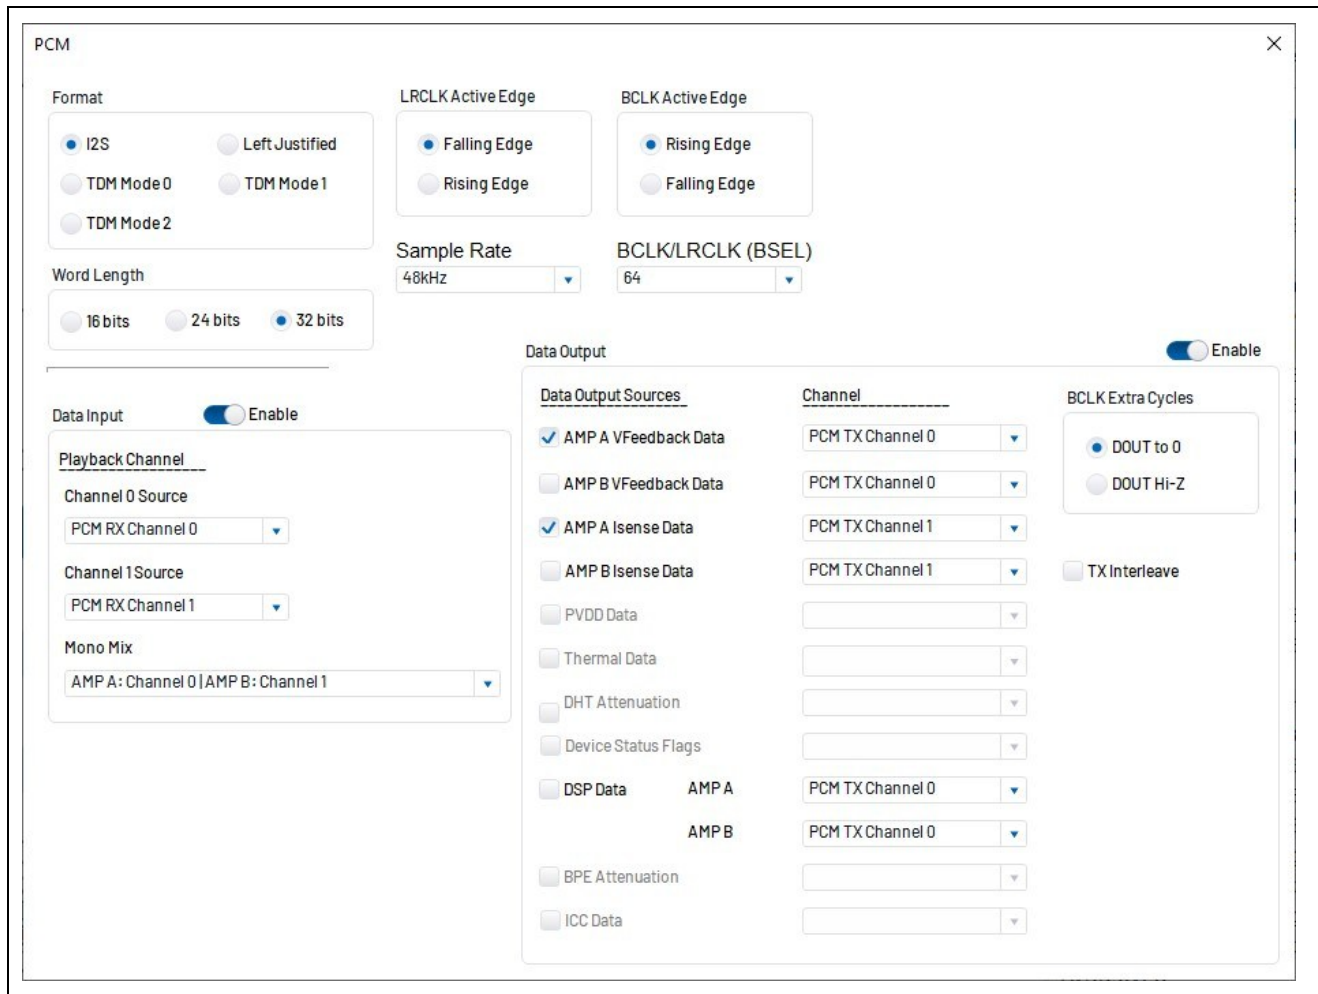 PCM
Format
I2S
Left Justified
TDM Mode 0
TDM Mode 1
TDM Mode 2
LRCLK Active Edge
Falling Edge
Rising Edge
BCLK Active Edge
Rising Edge
Falling Edge
Sample Rate
48kHz
BCLK/LRCLK (BSEL)
64
Word Length
16 bits
24 bits
32 bits
Data Input
Enable
Playback Channel
Channel 0 Source
PCM RX Channel 0
Channel 1 Source
PCM RX Channel 1
Mono Mix
AMP A: Channel 0 | AMP B: Channel 1
Data Output
Enable
Data Output Sources
Channel
AMP A VFeedback Data
PCM TX Channel 0
AMP B VFeedback Data
PCM TX Channel 0
AMP A Isense Data
PCM TX Channel 1
AMP B Isense Data
PCM TX Channel 1
PVDD Data
Thermal Data
DHT Attenuation
Device Status Flags
DSP Data
AMP A
PCM TX Channel 0
AMP B
PCM TX Channel 0
BPE Attenuation
ICC Data
BCLK Extra Cycles
DOUT to 0
DOUT Hi-Z
TX Interleave